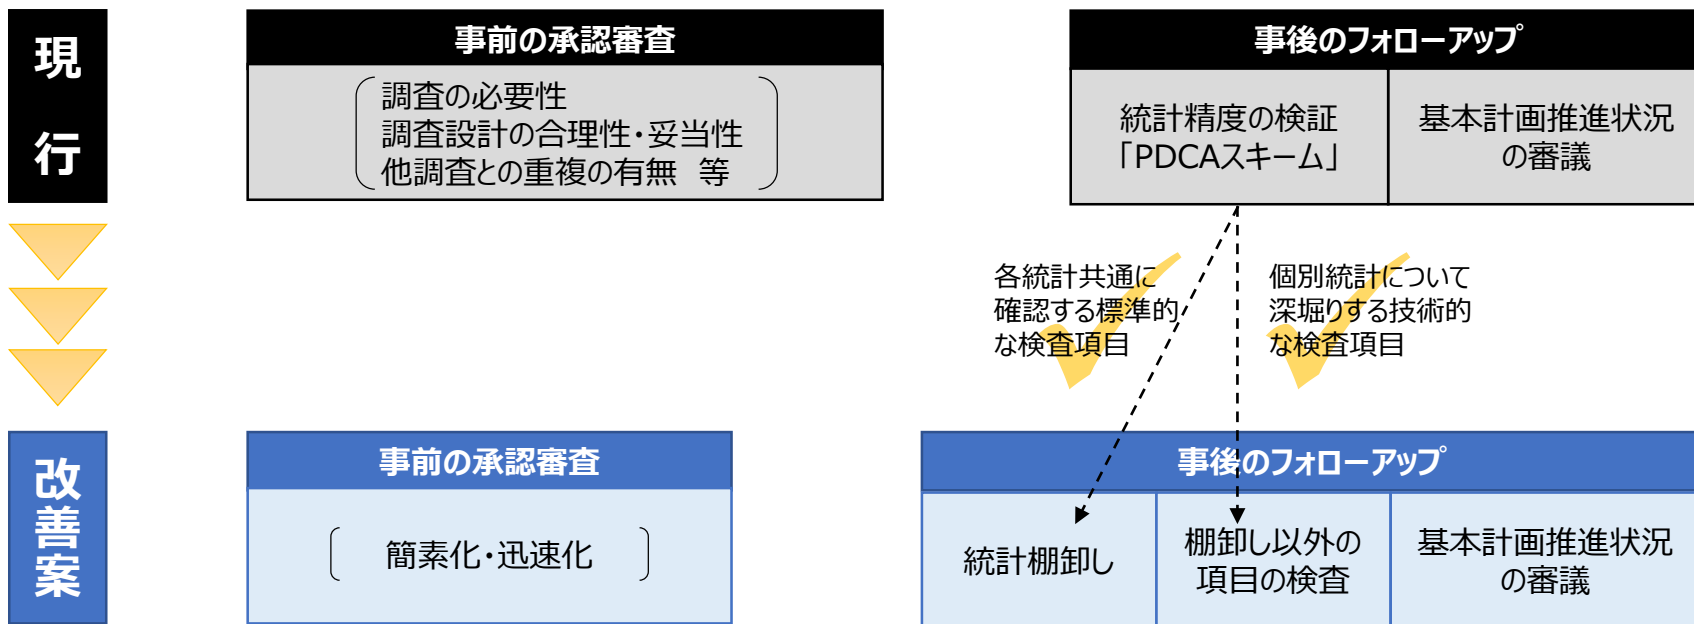 現行
事前の承認審査
調査の必要性
調査設計の合理性・妥当性
他調査との重複の有無 等
事後のフォローアップ
統計精度の検証
「PDCAスキーム」
基本計画推進状況
の審議
各統計共通に
確認する標準的
な検査項目
個別統計について
深堀りする技術的
な検査項目
改善案
事前の承認審査
簡素化・迅速化
事後のフォローアップ
統計棚卸し
棚卸し以外の
項目の検査
基本計画推進状況
の審議